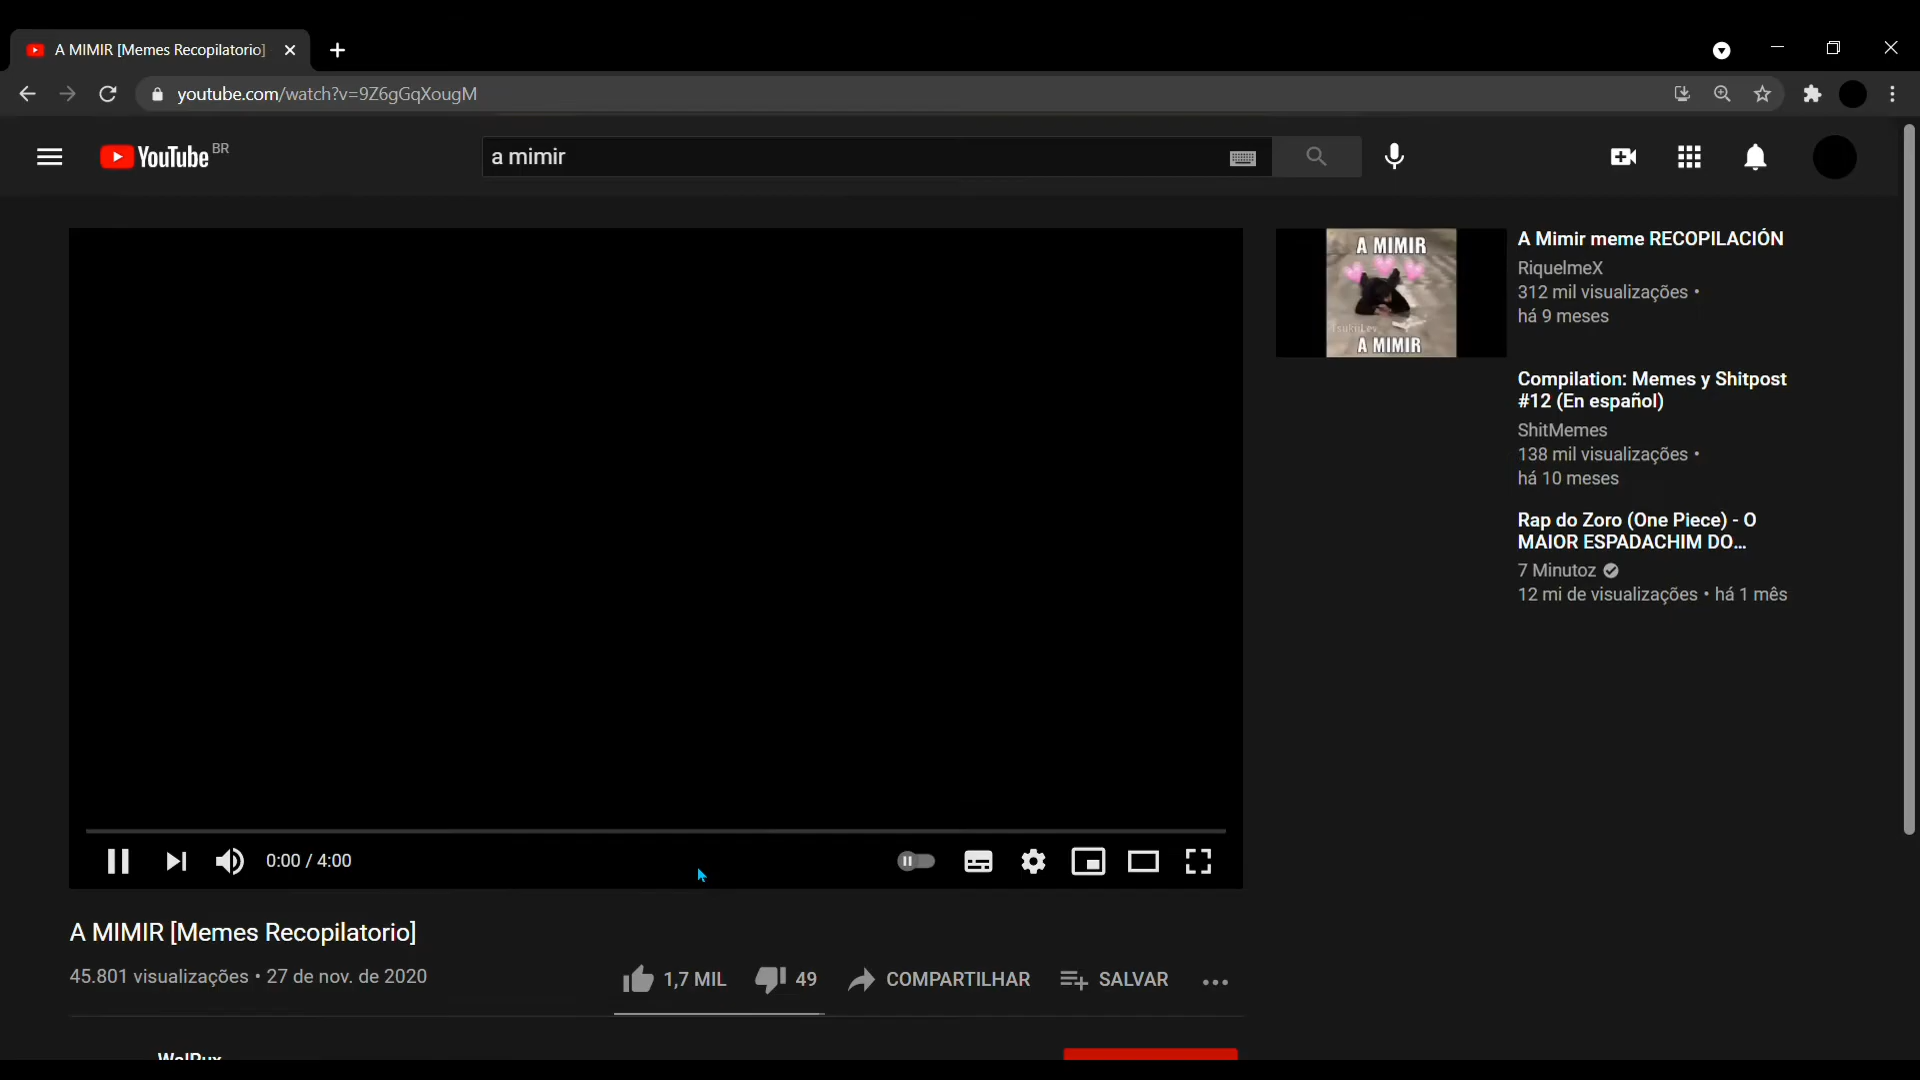 A MIMIR [Memes Recopilatorio]
youtube.com/watch?v=9Z6gGqXougM
YouTube BR
a mimir
A MIMIR
A MIMIR
A Mimir meme RECOPILACIÓN
RiquelmeX
312 mil visualizações •
há 9 meses
Compilation: Memes y Shitpost
#12 (En español)
ShitMemes
138 mil visualizações •
há 10 meses
Rap do Zoro (One Piece) - O
MAIOR ESPADACHIM DO...
7 Minutoz
12 mi de visualizações • há 1 mês
0:00 / 4:00
A MIMIR [Memes Recopilatorio]
45.801 visualizações • 27 de nov. de 2020
1,7 MIL
49
COMPARTILHAR
SALVAR